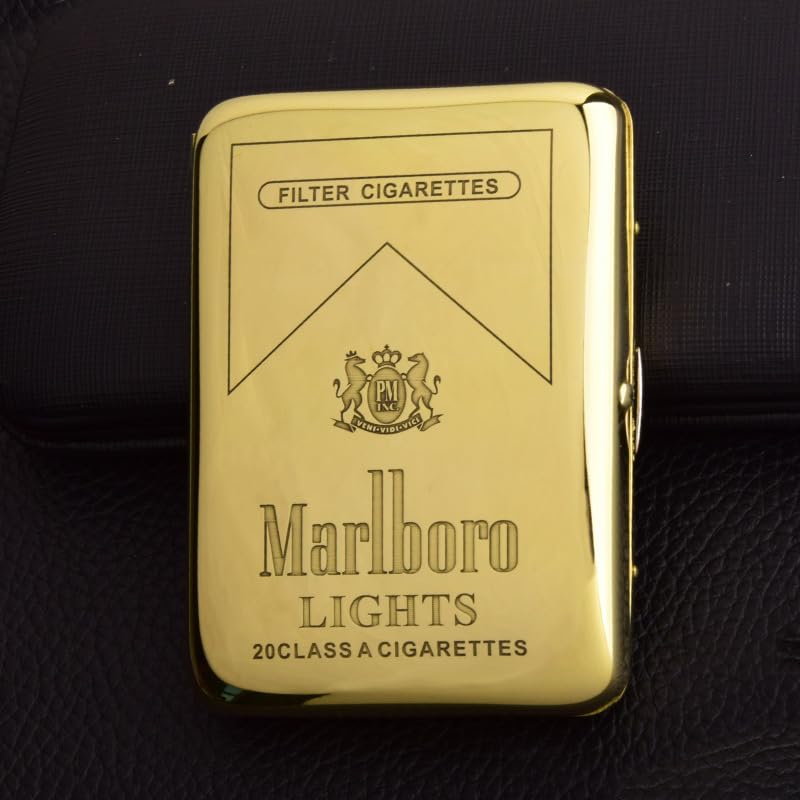 FILTER CIGARETTES
PM
INC.
VENI·VIDI·VICI
Marlboro
LIGHTS
20CLASS A CIGARETTES